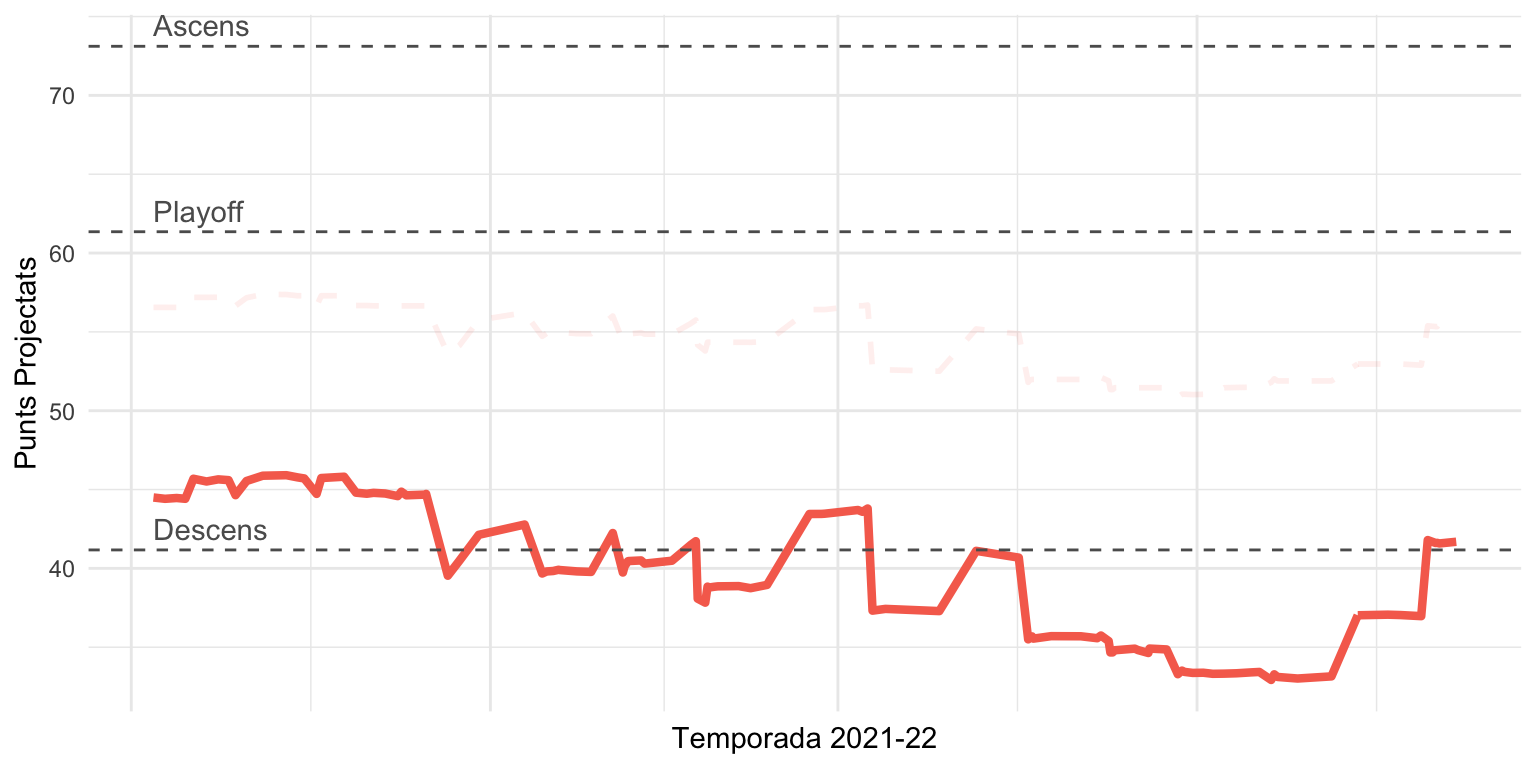 Ascens
70
Playoff
60
Punts Projectats
50
Descens
40
Temporada 2021-22